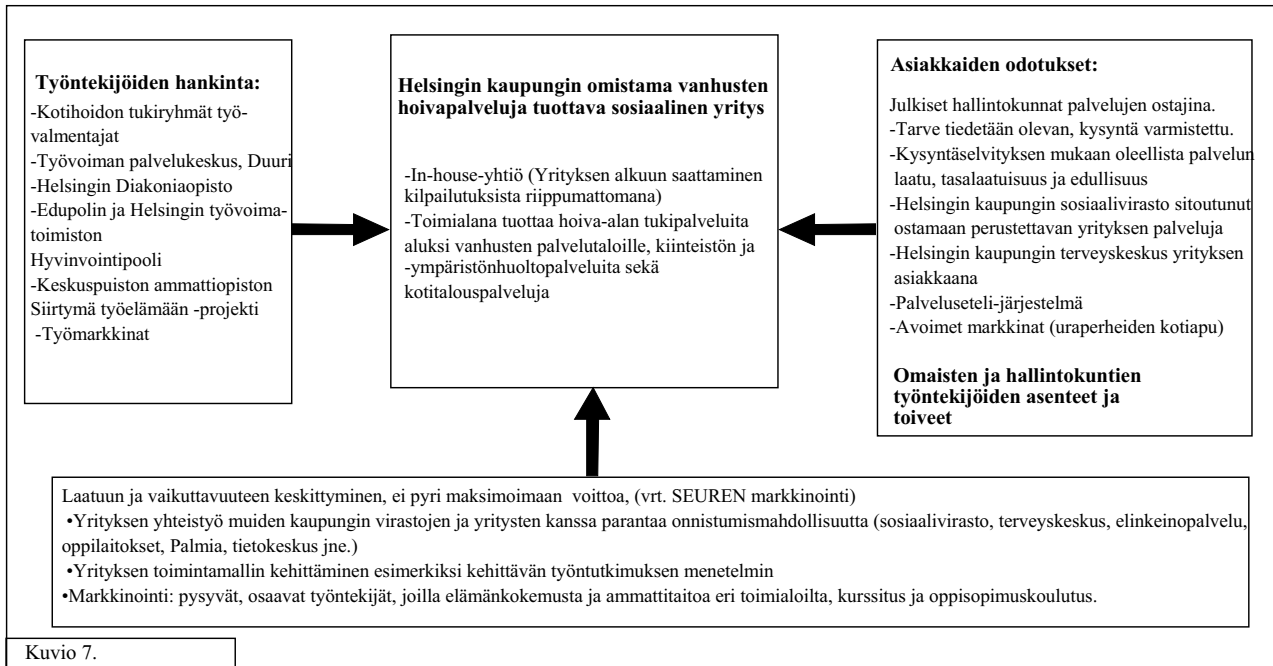 Työntekijöiden hankinta:
-Kotihoidon tukiryhmät työ-
valmentajat
-Työvoiman palvelukeskus, Duuri
-Helsingin Diakoniaopisto
-Edupolin ja Helsingin työvoima-
toimiston
Hyvinvointipooli
-Keskuspuiston ammattiopiston
Siirtymä työelämään -projekti
-Työmarkkinat
Helsingin kaupungin omistama vanhusten
hoivapalveluja tuottava sosiaalinen yritys
-In-house-yhtiö (Yrityksen alkuun saattaminen
kilpailutuksista riippumattomana)
-Toimialana tuottaa hoiva-alan tukipalveluita
aluksi vanhusten palvelutaloille, kiinteistön ja
-ympäristönhuoltopalveluita sekä
kotitalouspalveluja
Asiakkaiden odotukset:
Julkiset hallintokunnat palvelujen ostajina.
-Tarve tiedetään olevan, kysyntä varmistettu.
-Kysyntäselvityksen mukaan oleellista palvelun
laatu, tasalaatuisuus ja edullisuus
-Helsingin kaupungin sosiaalivirasto sitoutunut
ostamaan perustettavan yrityksen palveluja
-Helsingin kaupungin terveyskeskus yrityksen
asiakkaana
-Palveluseteli-järjestelmä
-Avoimet markkinat (uraperheiden kotiapu)
Omaisten ja hallintokuntien
työntekijöiden asenteet ja
toiveet
Laatuun ja vaikuttavuuteen keskittyminen, ei pyri maksimoimaan voittoa, (vrt. SEUREN markkinointi)
•Yrityksen yhteistyö muiden kaupungin virastojen ja yritysten kanssa parantaa onnistumismahdollisuutta (sosiaalivirasto, terveyskeskus, elinkeinopalvelu,
oppilaitokset, Palmia, tietokeskus jne.)
•Yrityksen toimintamallin kehittäminen esimerkiksi kehittävän työntutkimuksen menetelmin
•Markkinointi: pysyvät, osaavat työntekijät, joilla elämänkokemusta ja ammattitaitoa eri toimialoilta, kurssitus ja oppisopimuskoulutus.
Kuvio 7.